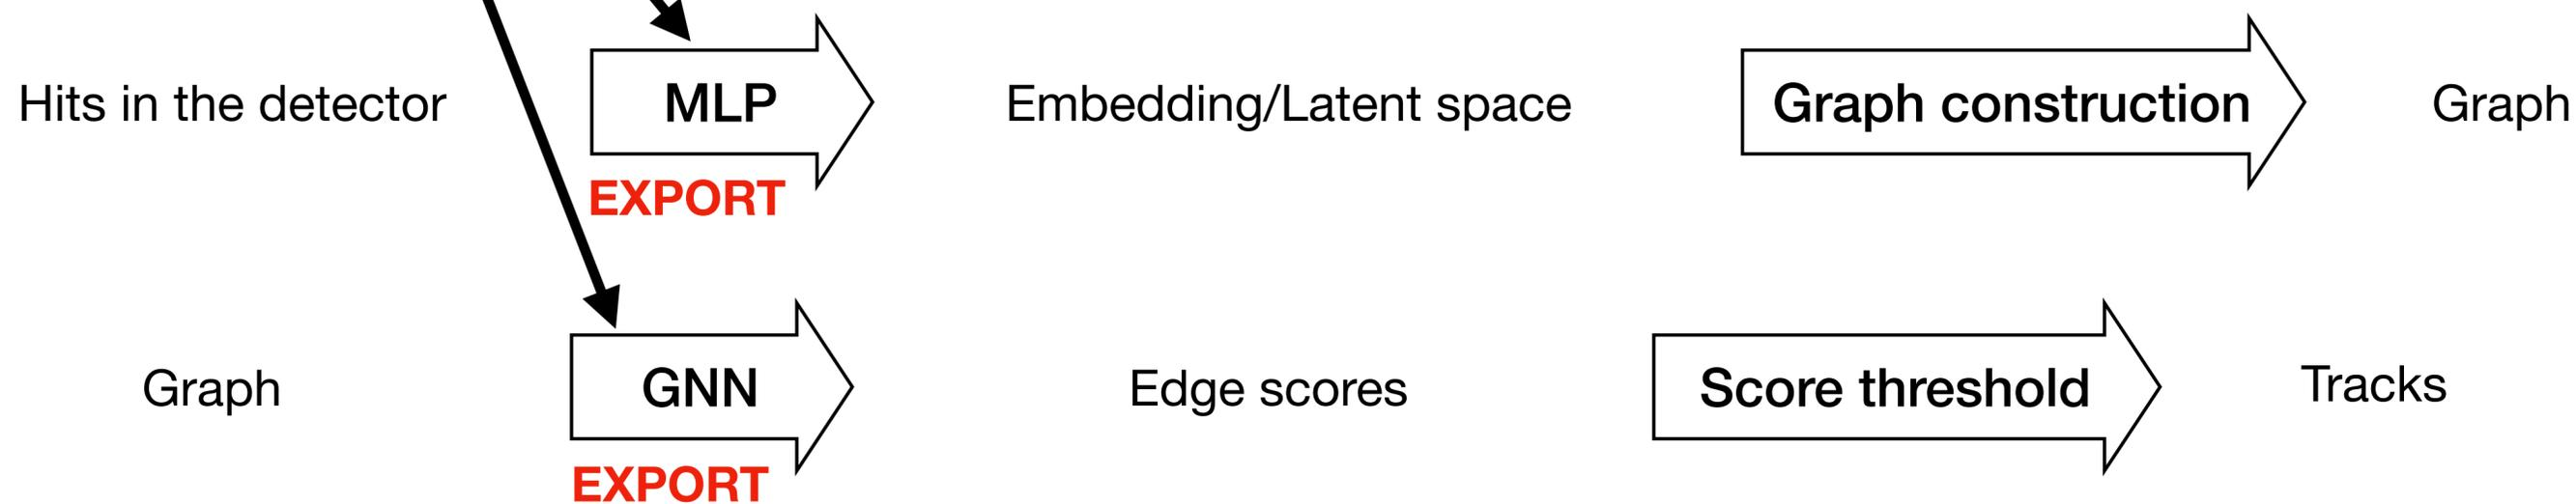 Hits in the detector MLP Embedding/Latent space Graph construction Graph
EXPORT
Graph GNN Edge scores Score threshold Tracks
EXPORT